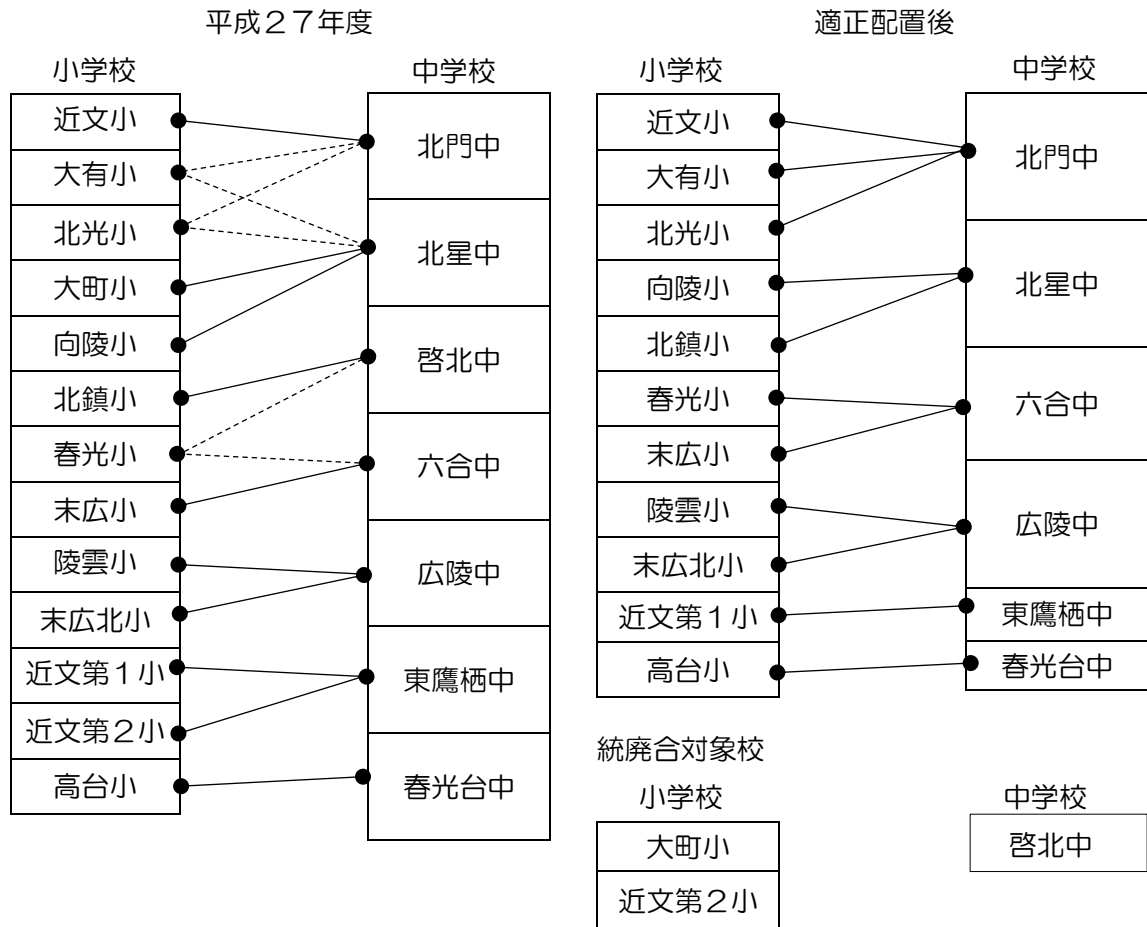 平成２７年度
小学校
中学校
近文小
大有小
北光小
大町小
向陵小
北鎮小
春光小
末広小
陵雲小
末広北小
近文第１小
近文第２小
高台小
北門中
北星中
啓北中
六合中
広陵中
東鷹栖中
春光台中
適正配置後
小学校
中学校
近文小
大有小
北光小
向陵小
北鎮小
春光小
末広小
陵雲小
末広北小
近文第１小
高台小
北門中
北星中
六合中
広陵中
東鷹栖中
春光台中
統廃合対象校
小学校
中学校
大町小
近文第２小
啓北中